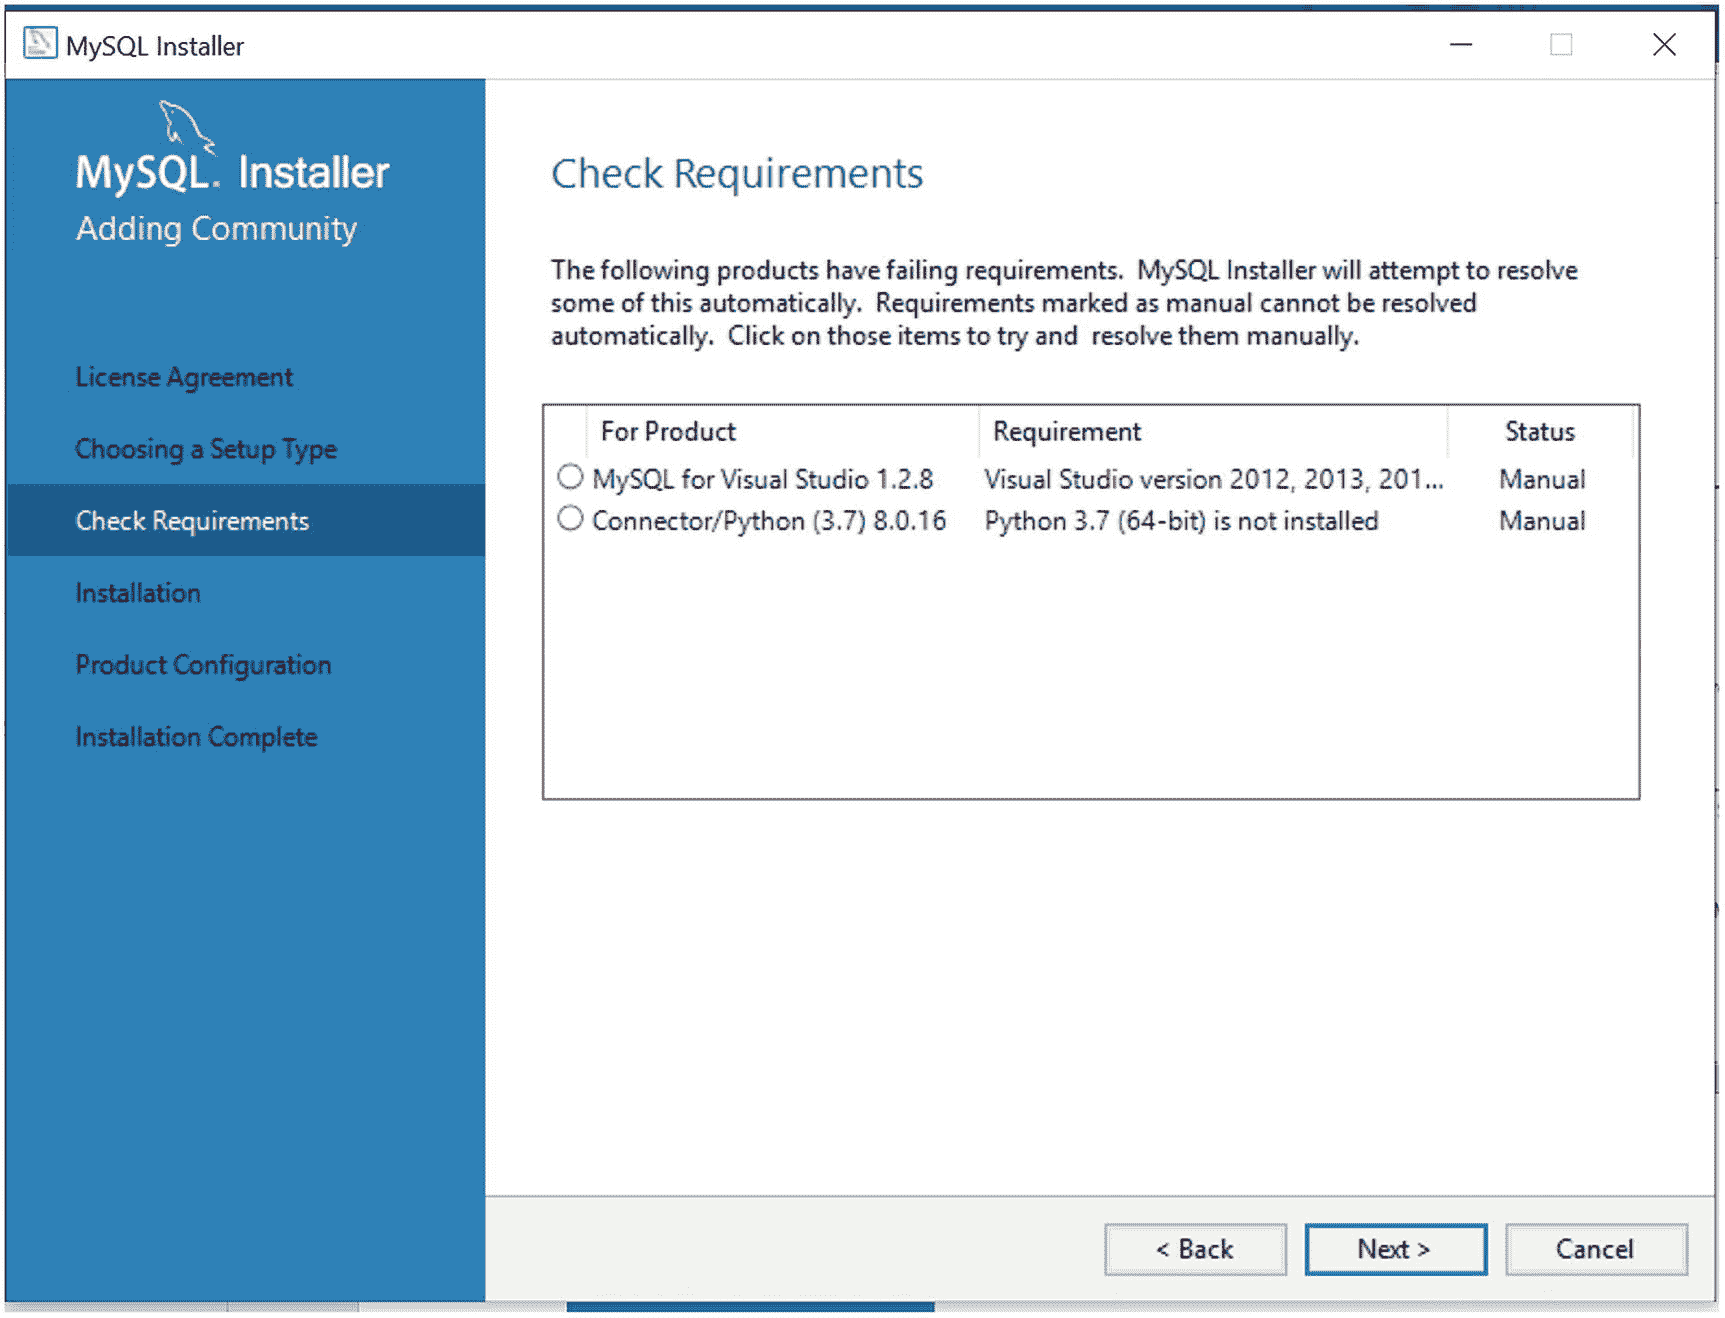 MySQL Installer
MySQL. Installer
Adding Community
License Agreement
Choosing a Setup Type
Check Requirements
Installation
Product Configuration
Installation Complete
Check Requirements
The following products have failing requirements.  MySQL Installer will attempt to resolve
some of this automatically.  Requirements marked as manual cannot be resolved
automatically.  Click on those items to try and  resolve them manually.
For Product Requirement Status
MySQL for Visual Studio 1.2.8 Visual Studio version 2012, 2013, 201... Manual
Connector/Python (3.7) 8.0.16 Python 3.7 (64-bit) is not installed Manual
< Back Next > Cancel